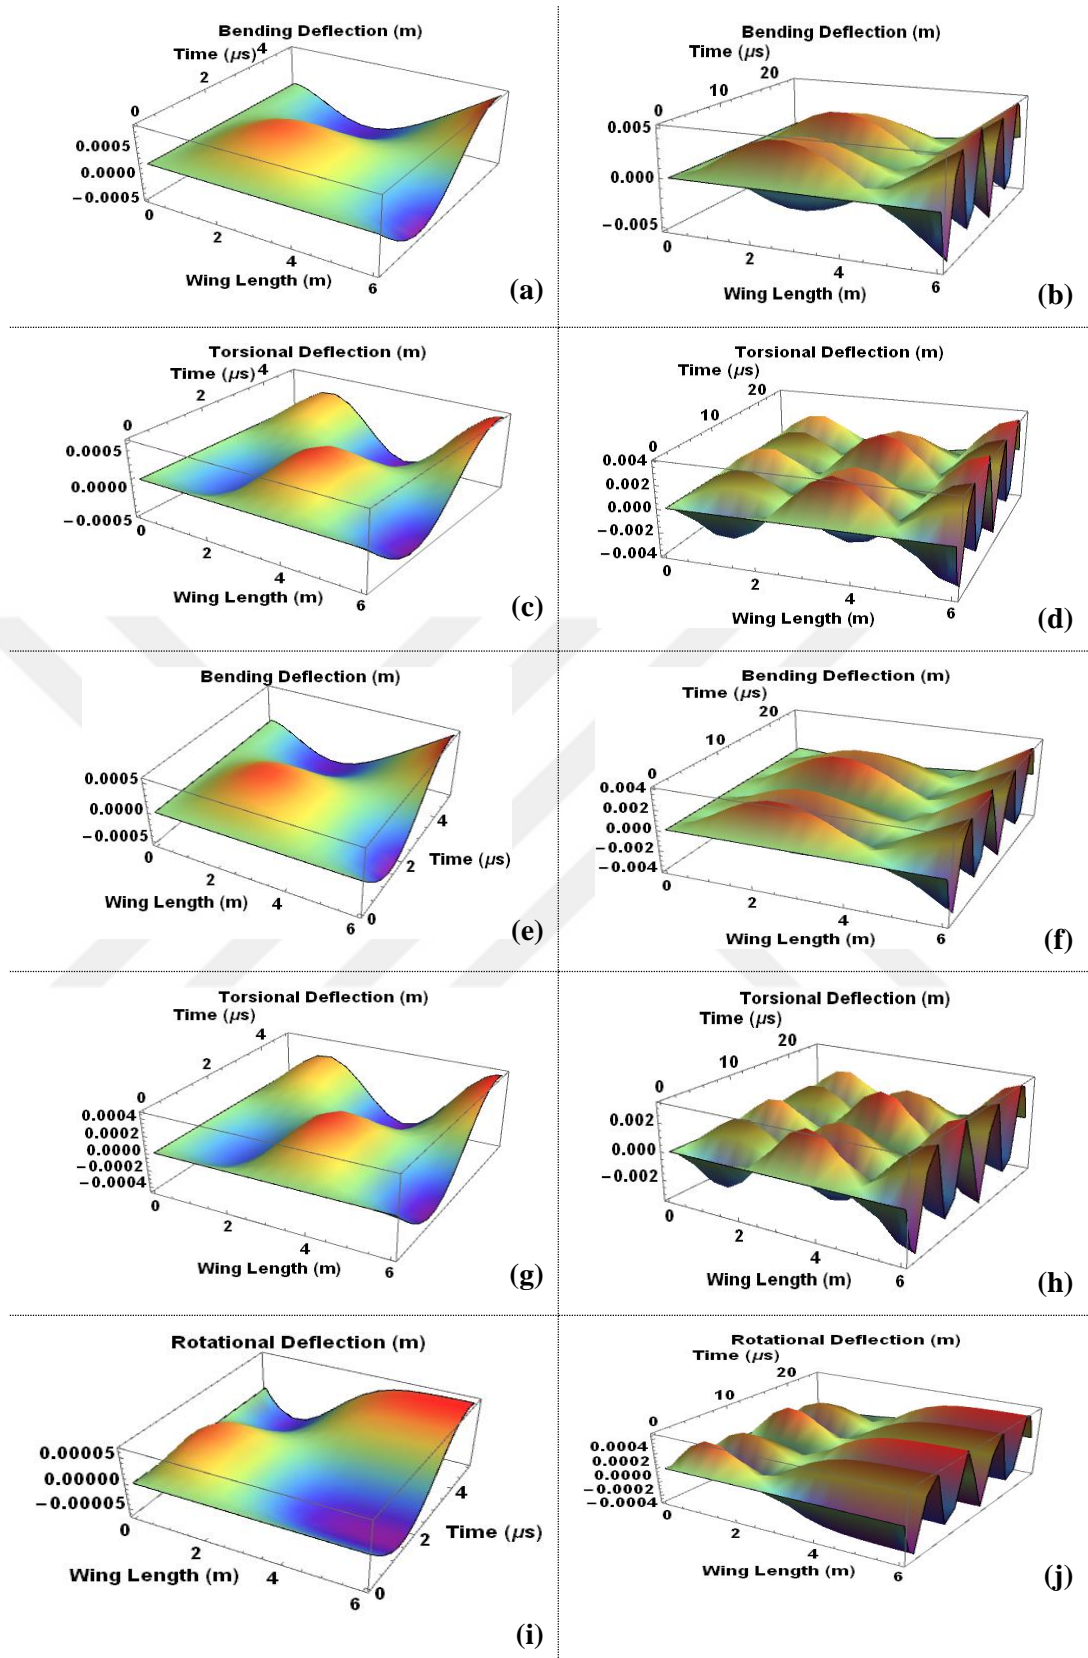 Bending Deflection (m)
Time (μs)
4
2
0
0.0005
0.0000
−0.0005
0
2
4
6
Wing Length (m)
(a)
Bending Deflection (m)
Time (μs)
20
10
0
0.005
0.000
−0.005
0
2
4
6
Wing Length (m)
(b)
Torsional Deflection (m)
Time (μs)
4
2
0
0.0005
0.0000
−0.0005
0
2
4
6
Wing Length (m)
(c)
Torsional Deflection (m)
Time (μs)
20
10
0
0.004
0.002
0.000
−0.002
−0.004
0
2
4
6
Wing Length (m)
(d)
Bending Deflection (m)
0.0005
0.0000
−0.0005
0
2
4
6
Wing Length (m)
4
2
0
Time (μs)
(e)
Bending Deflection (m)
Time (μs)
20
10
0
0.004
0.002
0.000
−0.002
−0.004
0
2
4
6
Wing Length (m)
(f)
Torsional Deflection (m)
Time (μs)
4
2
0
0.0004
0.0002
0.0000
−0.0002
−0.0004
0
2
4
6
Wing Length (m)
(g)
Torsional Deflection (m)
Time (μs)
20
10
0
0.002
0.000
−0.002
0
2
4
6
Wing Length (m)
(h)
Rotational Deflection (m)
0.00005
0.00000
−0.00005
0
2
4
6
Wing Length (m)
4
2
0
Time (μs)
(i)
Rotational Deflection (m)
Time (μs)
20
10
0
0.0004
0.0002
0.0000
−0.0002
−0.0004
0
2
4
6
Wing Length (m)
(j)